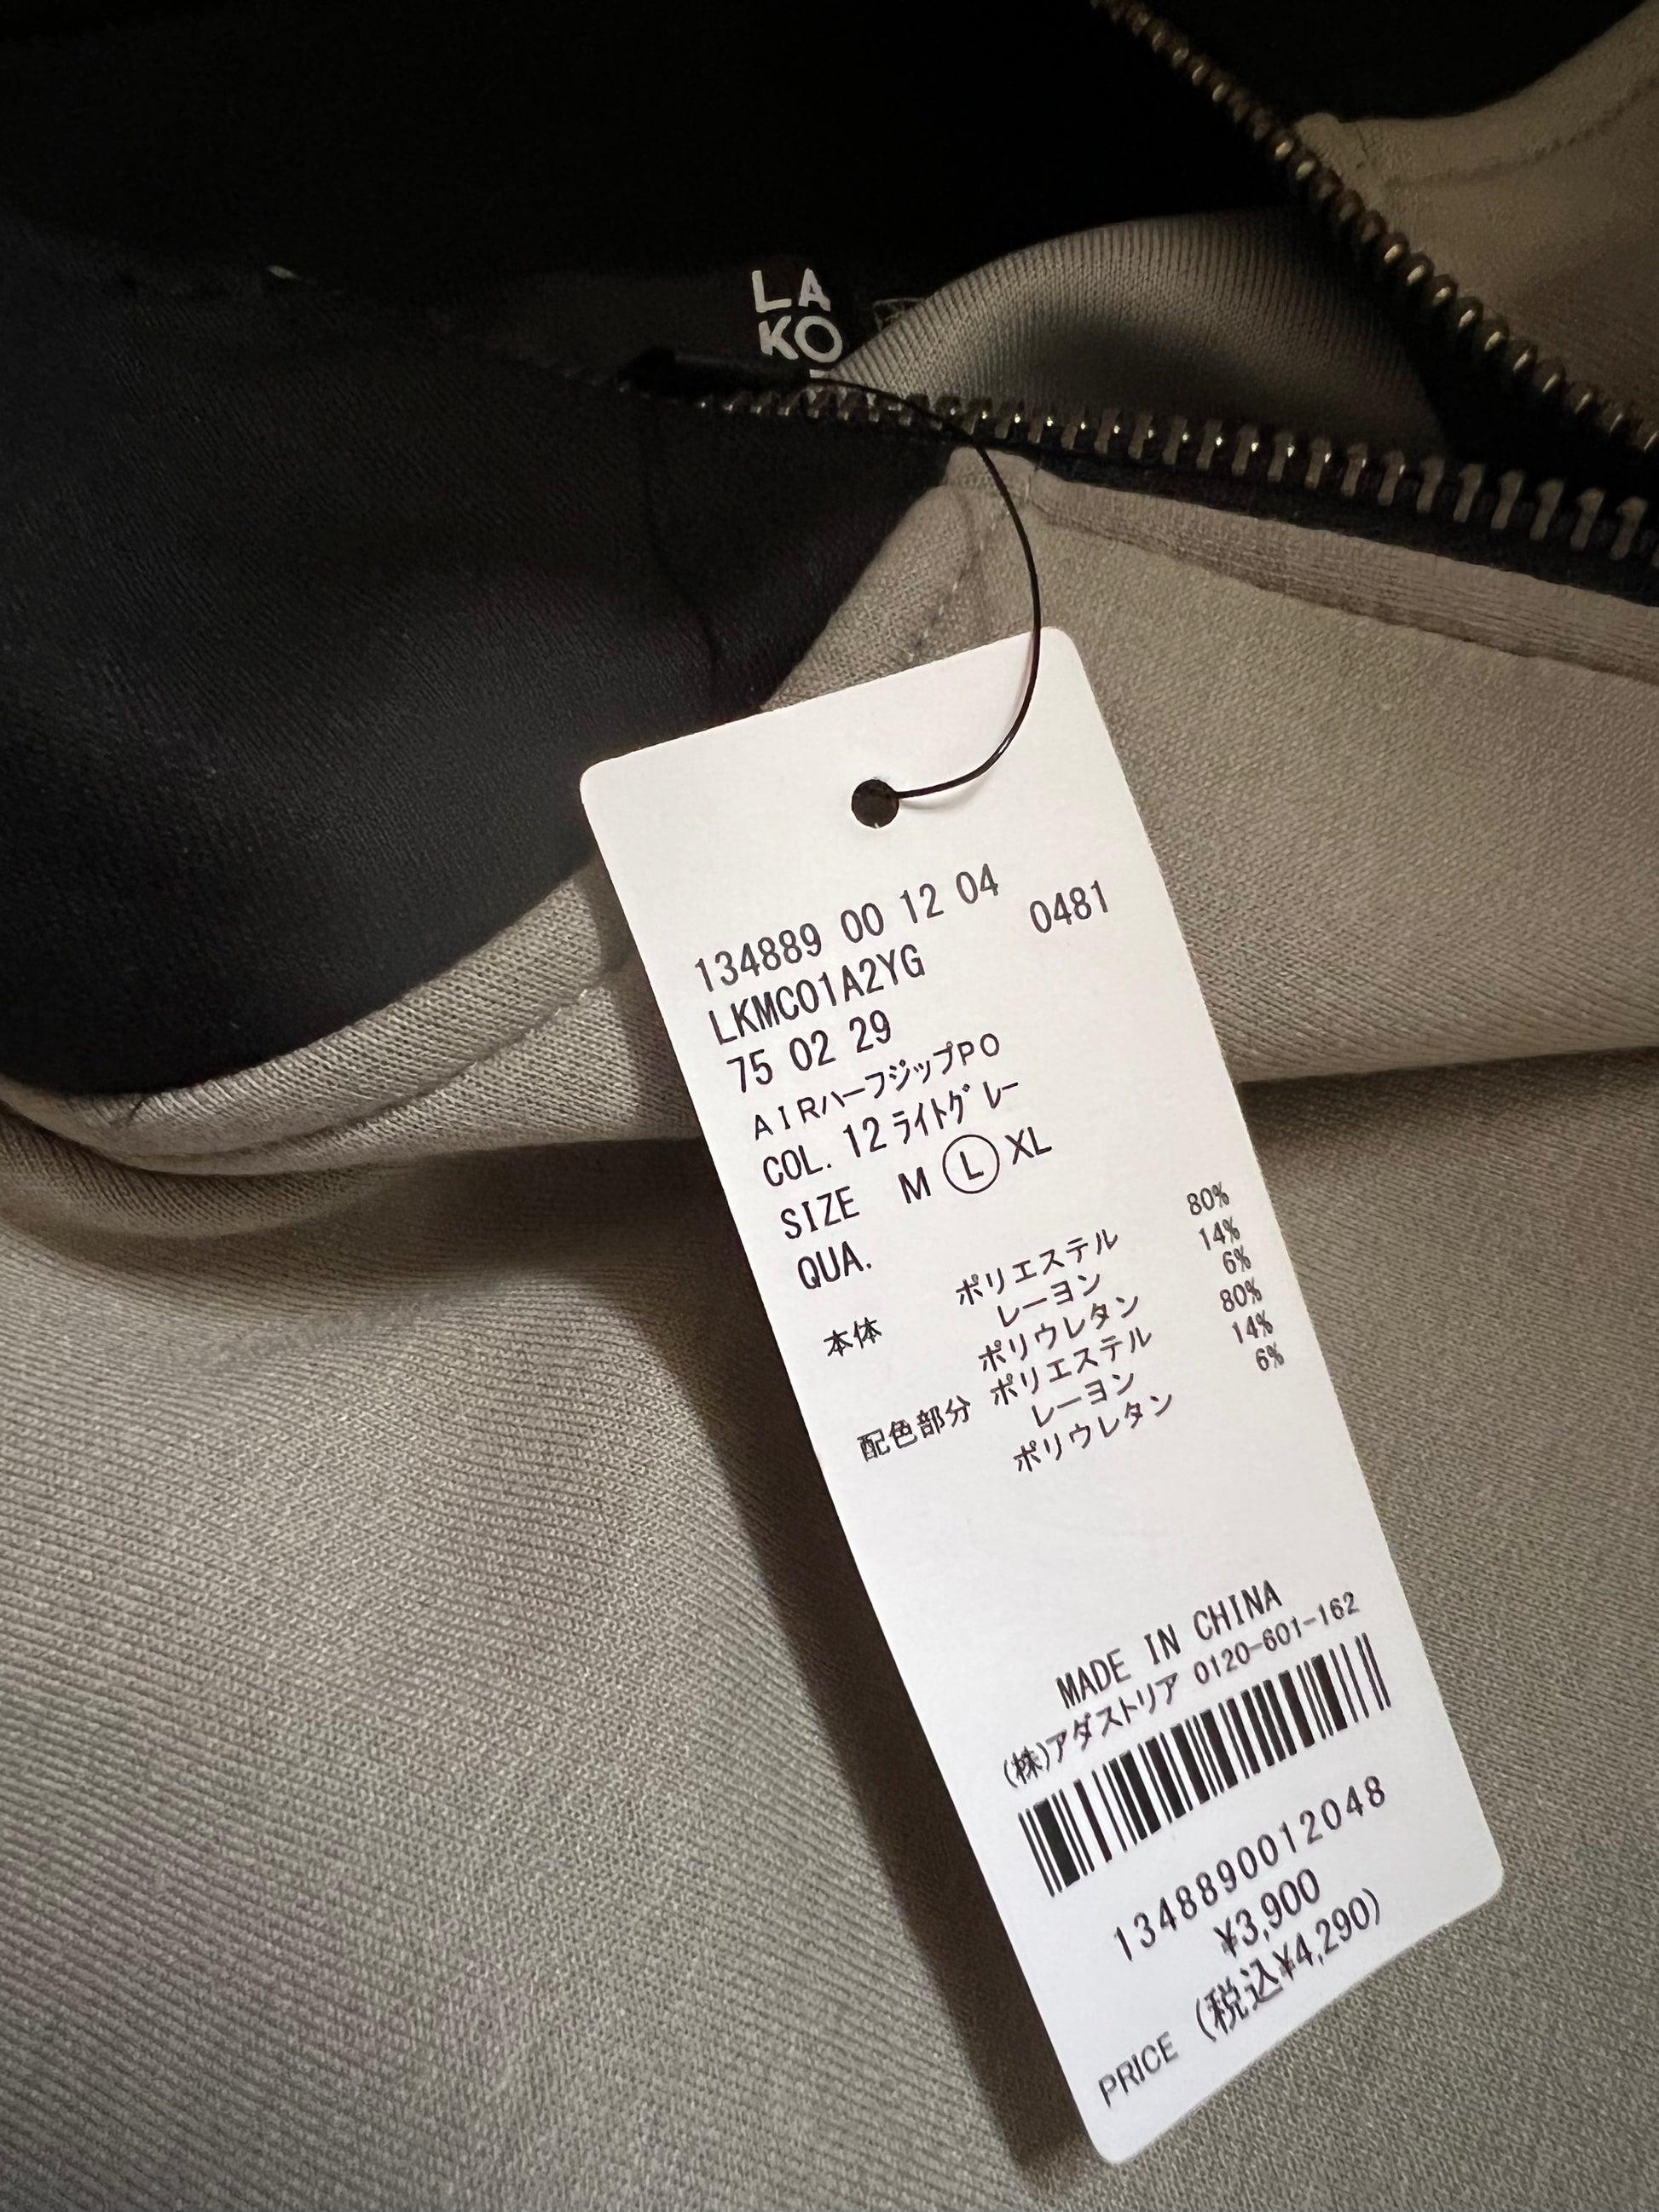 LA
KO
134889 00 12 04
0481
LKMC01A2YG
75 02 29
AIRハーフジップPO
COL. 12 ライトグレー
SIZE M L XL
QUA.
本体 ポリエステル 80%
レーヨン 14%
ポリウレタン 6%
配色部分 ポリエステル 80%
レーヨン 14%
ポリウレタン 6%
MADE IN CHINA
(株)アダストリア 0120-601-162
1348890012048
¥3,900
PRICE (税込¥4,290)